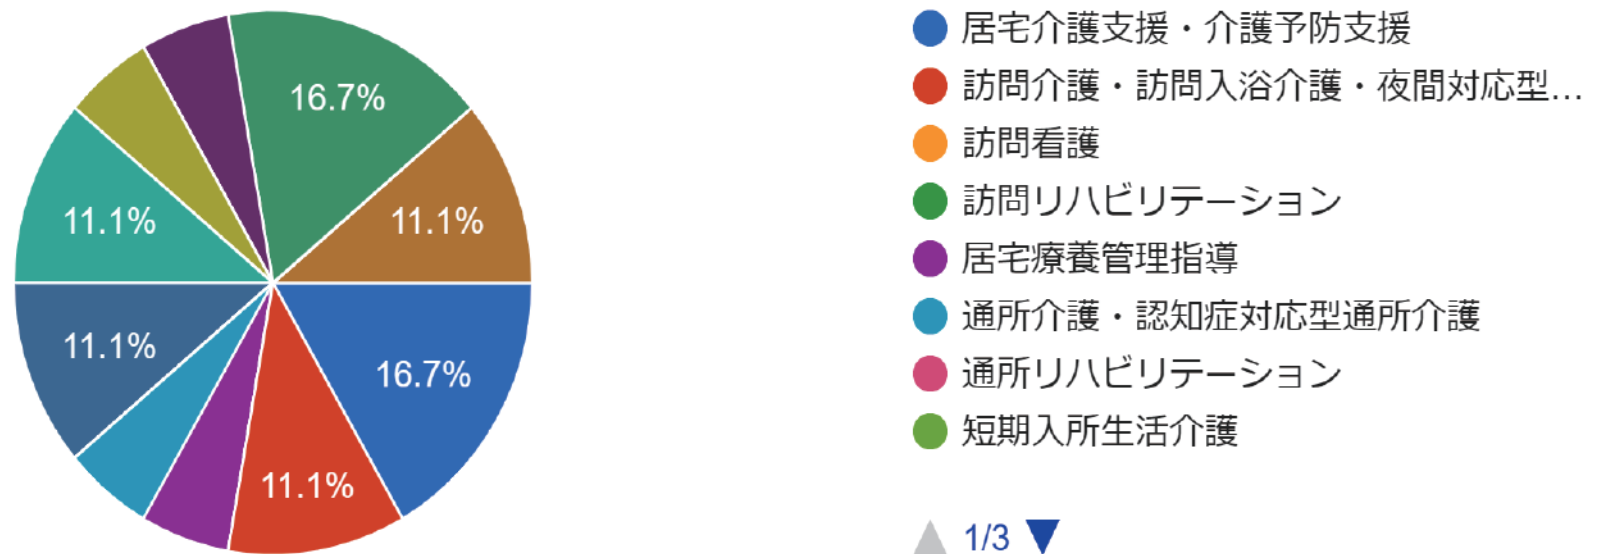 16.7%
11.1%
11.1%
11.1%
16.7%
11.1%
居宅介護支援・介護予防支援
訪問介護・訪問入浴介護・夜間対応型...
訪問看護
訪問リハビリテーション
居宅療養管理指導
通所介護・認知症対応型通所介護
通所リハビリテーション
短期入所生活介護
1/3